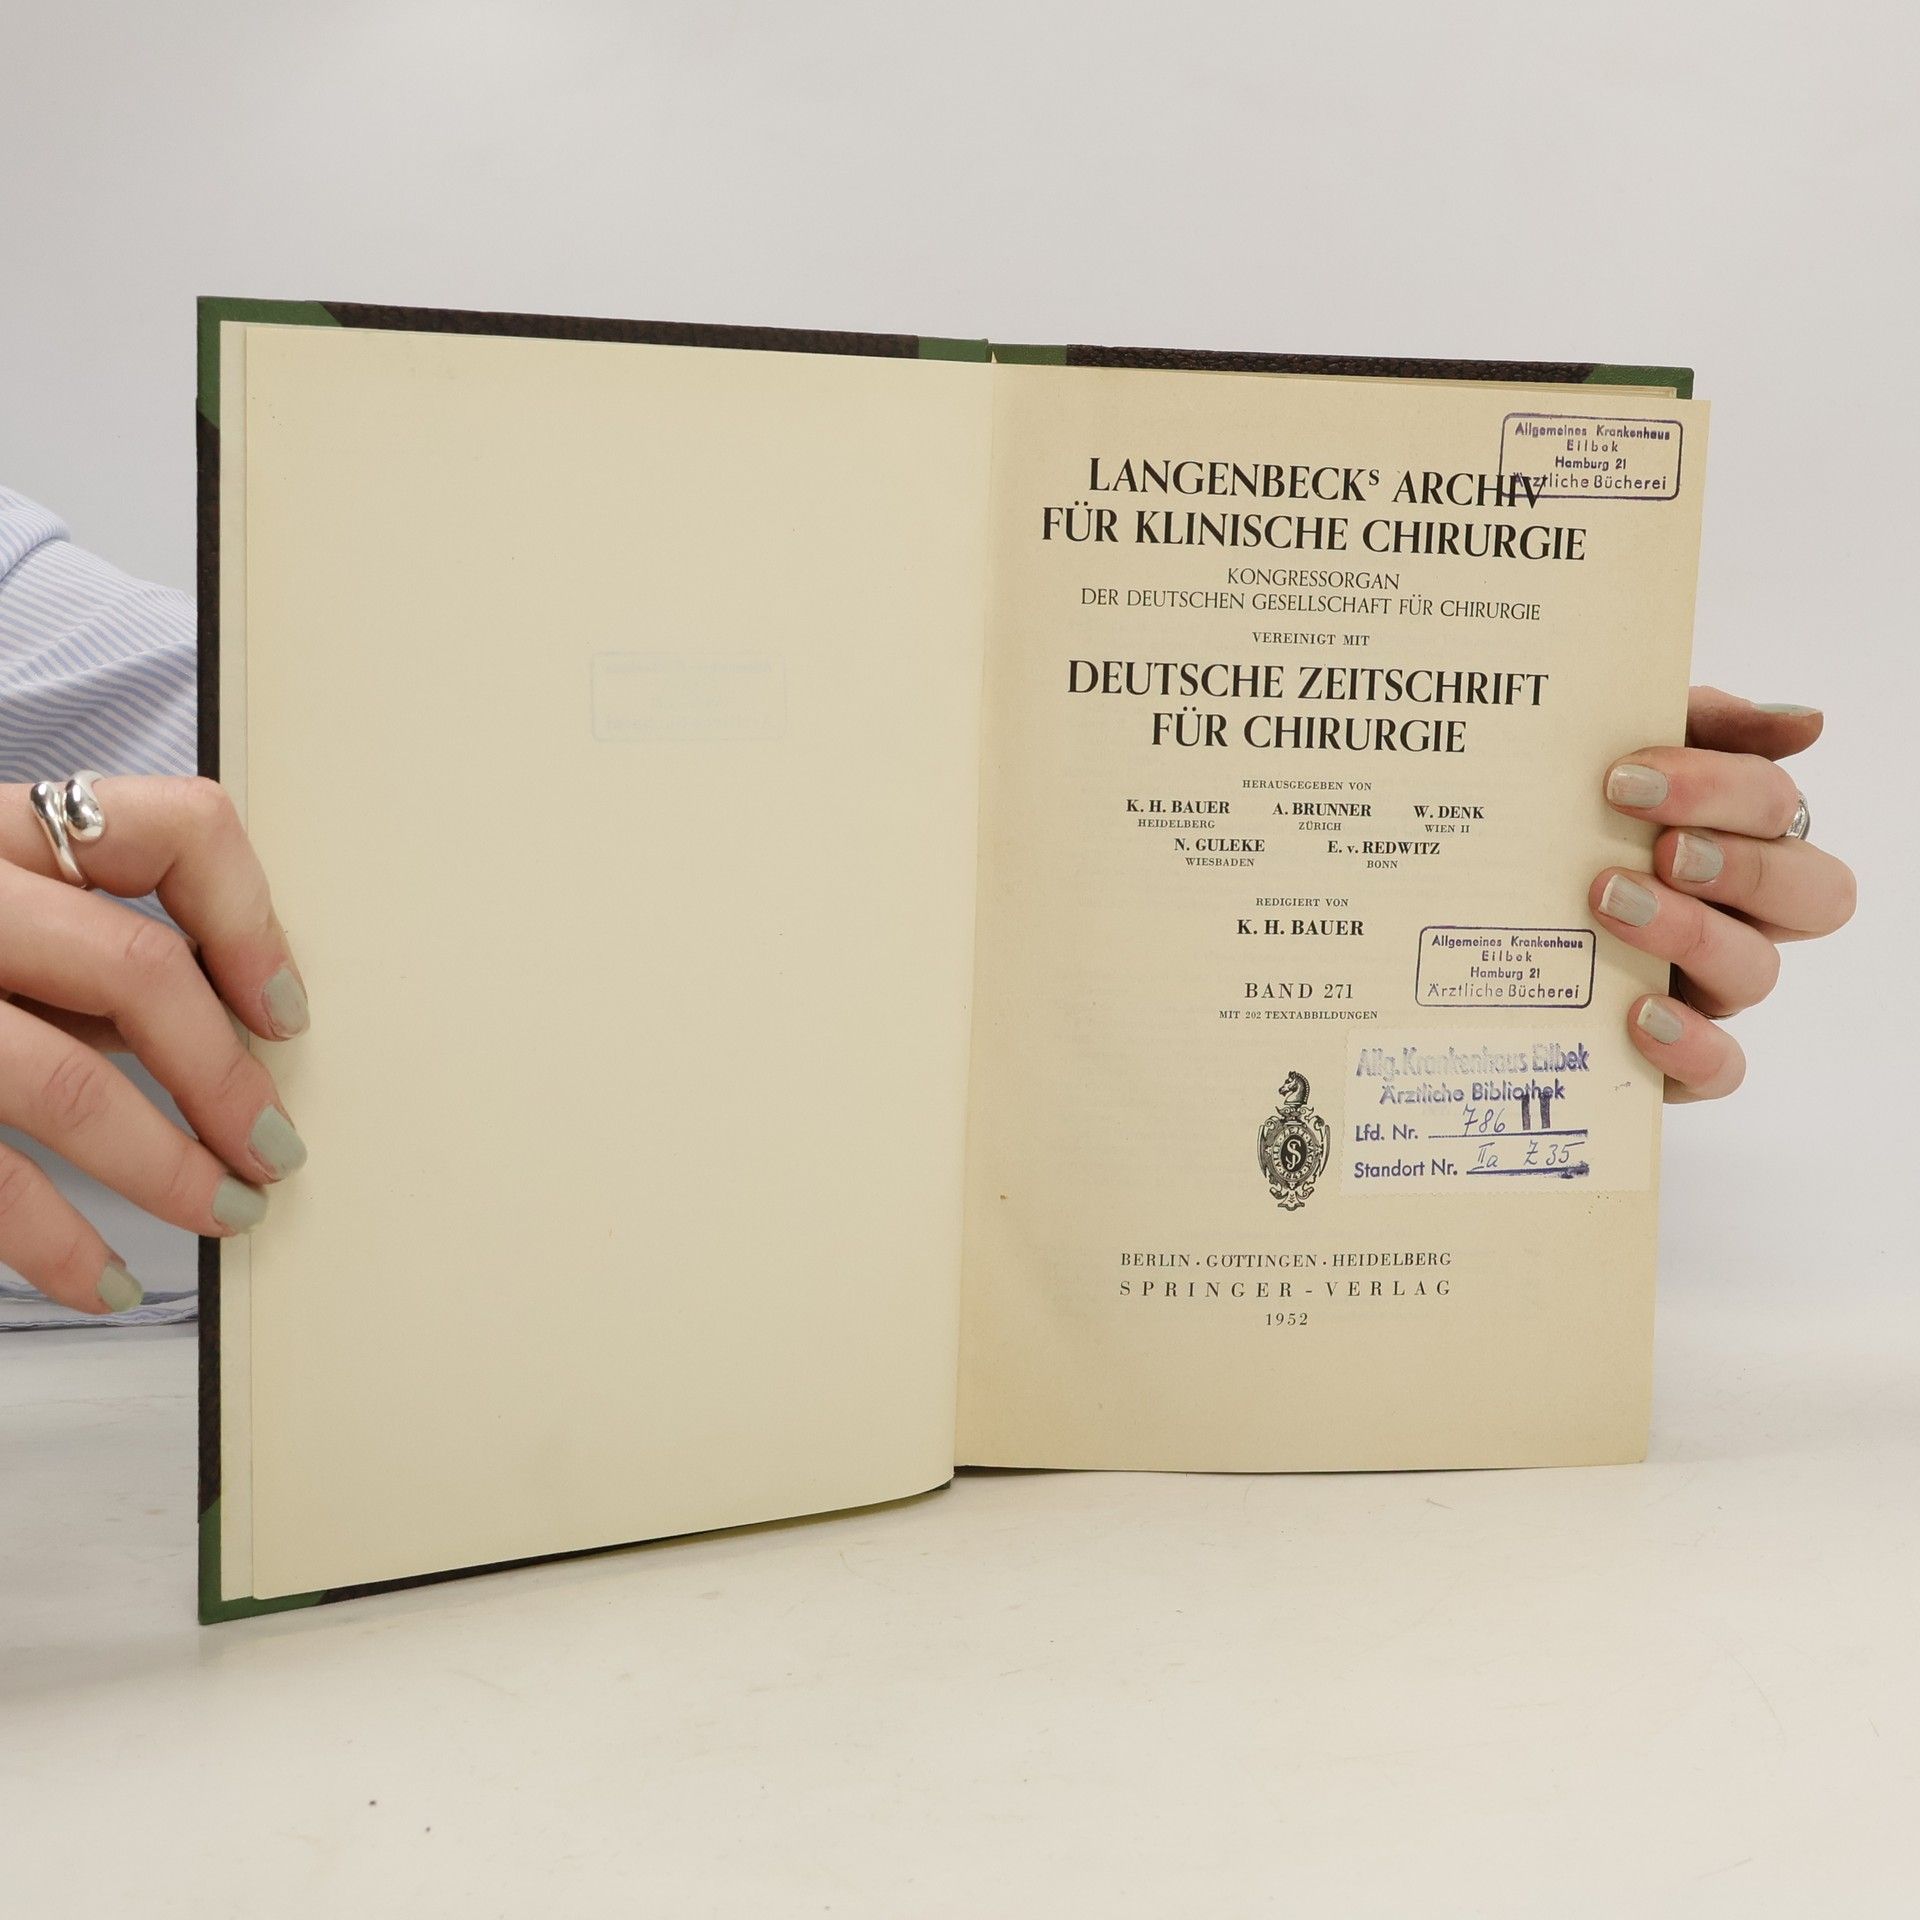 Allgemeines Krankenhaus
Eilbek
Hamburg 21
Ärztliche Bücherei
LANGENBECKs ARCHIV
FÜR KLINISCHE CHIRURGIE
KONGRESSORGAN
DER DEUTSCHEN GESELLSCHAFT FÜR CHIRURGIE
VEREINIGT MIT
DEUTSCHE ZEITSCHRIFT
FÜR CHIRURGIE
HERAUSGEGEBEN VON
K. H. BAUER A. BRUNNER W. DENK
HEIDELBERG ZÜRICH WIEN II
N. GULEKE E. v. REDWITZ
WIESBADEN BONN
REDIGIERT VON
K. H. BAUER
Allgemeines Krankenhaus
Eilbek
Hamburg 21
Ärztliche Bücherei
BAND 271
MIT 202 TEXTABBILDUNGEN
Allg. Krankenhaus Eilbek
Ärztliche Bibliothek
Lfd. Nr. 786 II
Standort Nr. IIa Z 35
BERLIN · GÖTTINGEN · HEIDELBERG
SPRINGER-VERLAG
1952